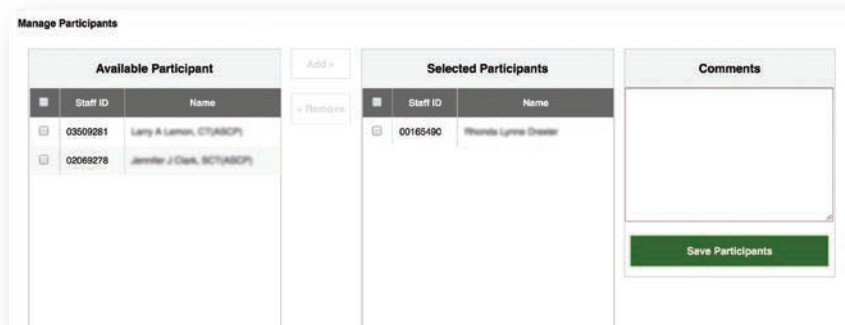 Manage Participants
Available Participant
Add »
« Remove
Selected Participants
Comments
Staff ID Name
03509281 Larry A Lemon, CT(ASCP)
02069278 Jennifer J Clark, SCT(ASCP)
Staff ID Name
00165490 Rhonda Lynne Drexler
Save Participants